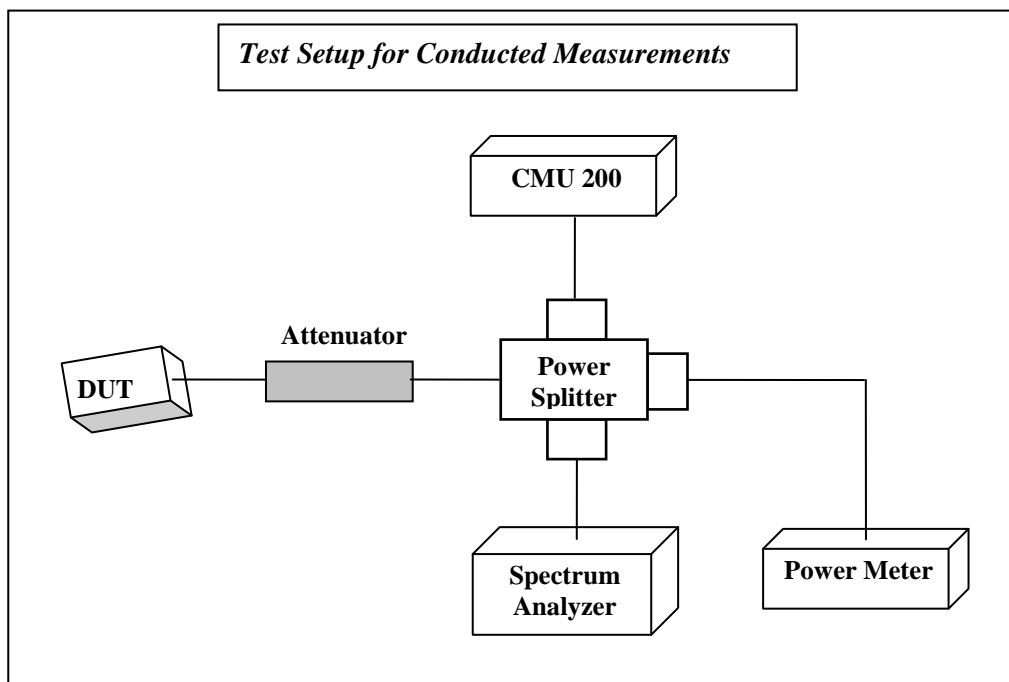 Test Setup for Conducted Measurements
CMU 200
Attenuator
DUT
Power
Splitter
Spectrum
Analyzer
Power Meter